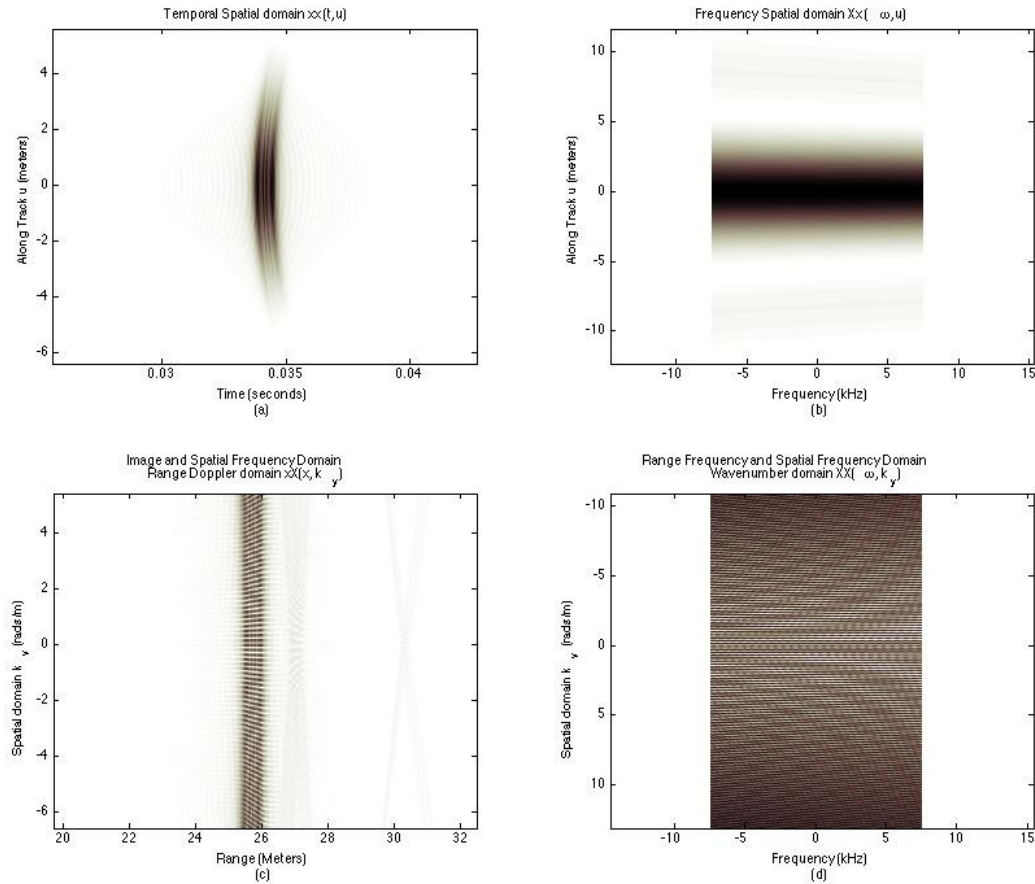 Temporal Spatial domain xx(t,u)
4
2
0
-2
-4
-6
Along Track u (meters)
0.03 0.035 0.04
Time (seconds)
(a)
Frequency Spatial domain Xx( ω,u)
10
5
0
-5
-10
Along Track u (meters)
-10 -5 0 5 10 15
Frequency (kHz)
(b)
Image and Spatial Frequency Domain
Range Doppler domain xX(x, k y)
4
2
0
-2
-4
-6
Spatial domain k y (rads/m)
20 22 24 26 28 30 32
Range (Meters)
(c)
Range Frequency and Spatial Frequency Domain
Wavenumber domain XX( ω, k y)
-10
-5
0
5
10
Spatial domain k y (rads/m)
-10 -5 0 5 10 15
Frequency (kHz)
(d)